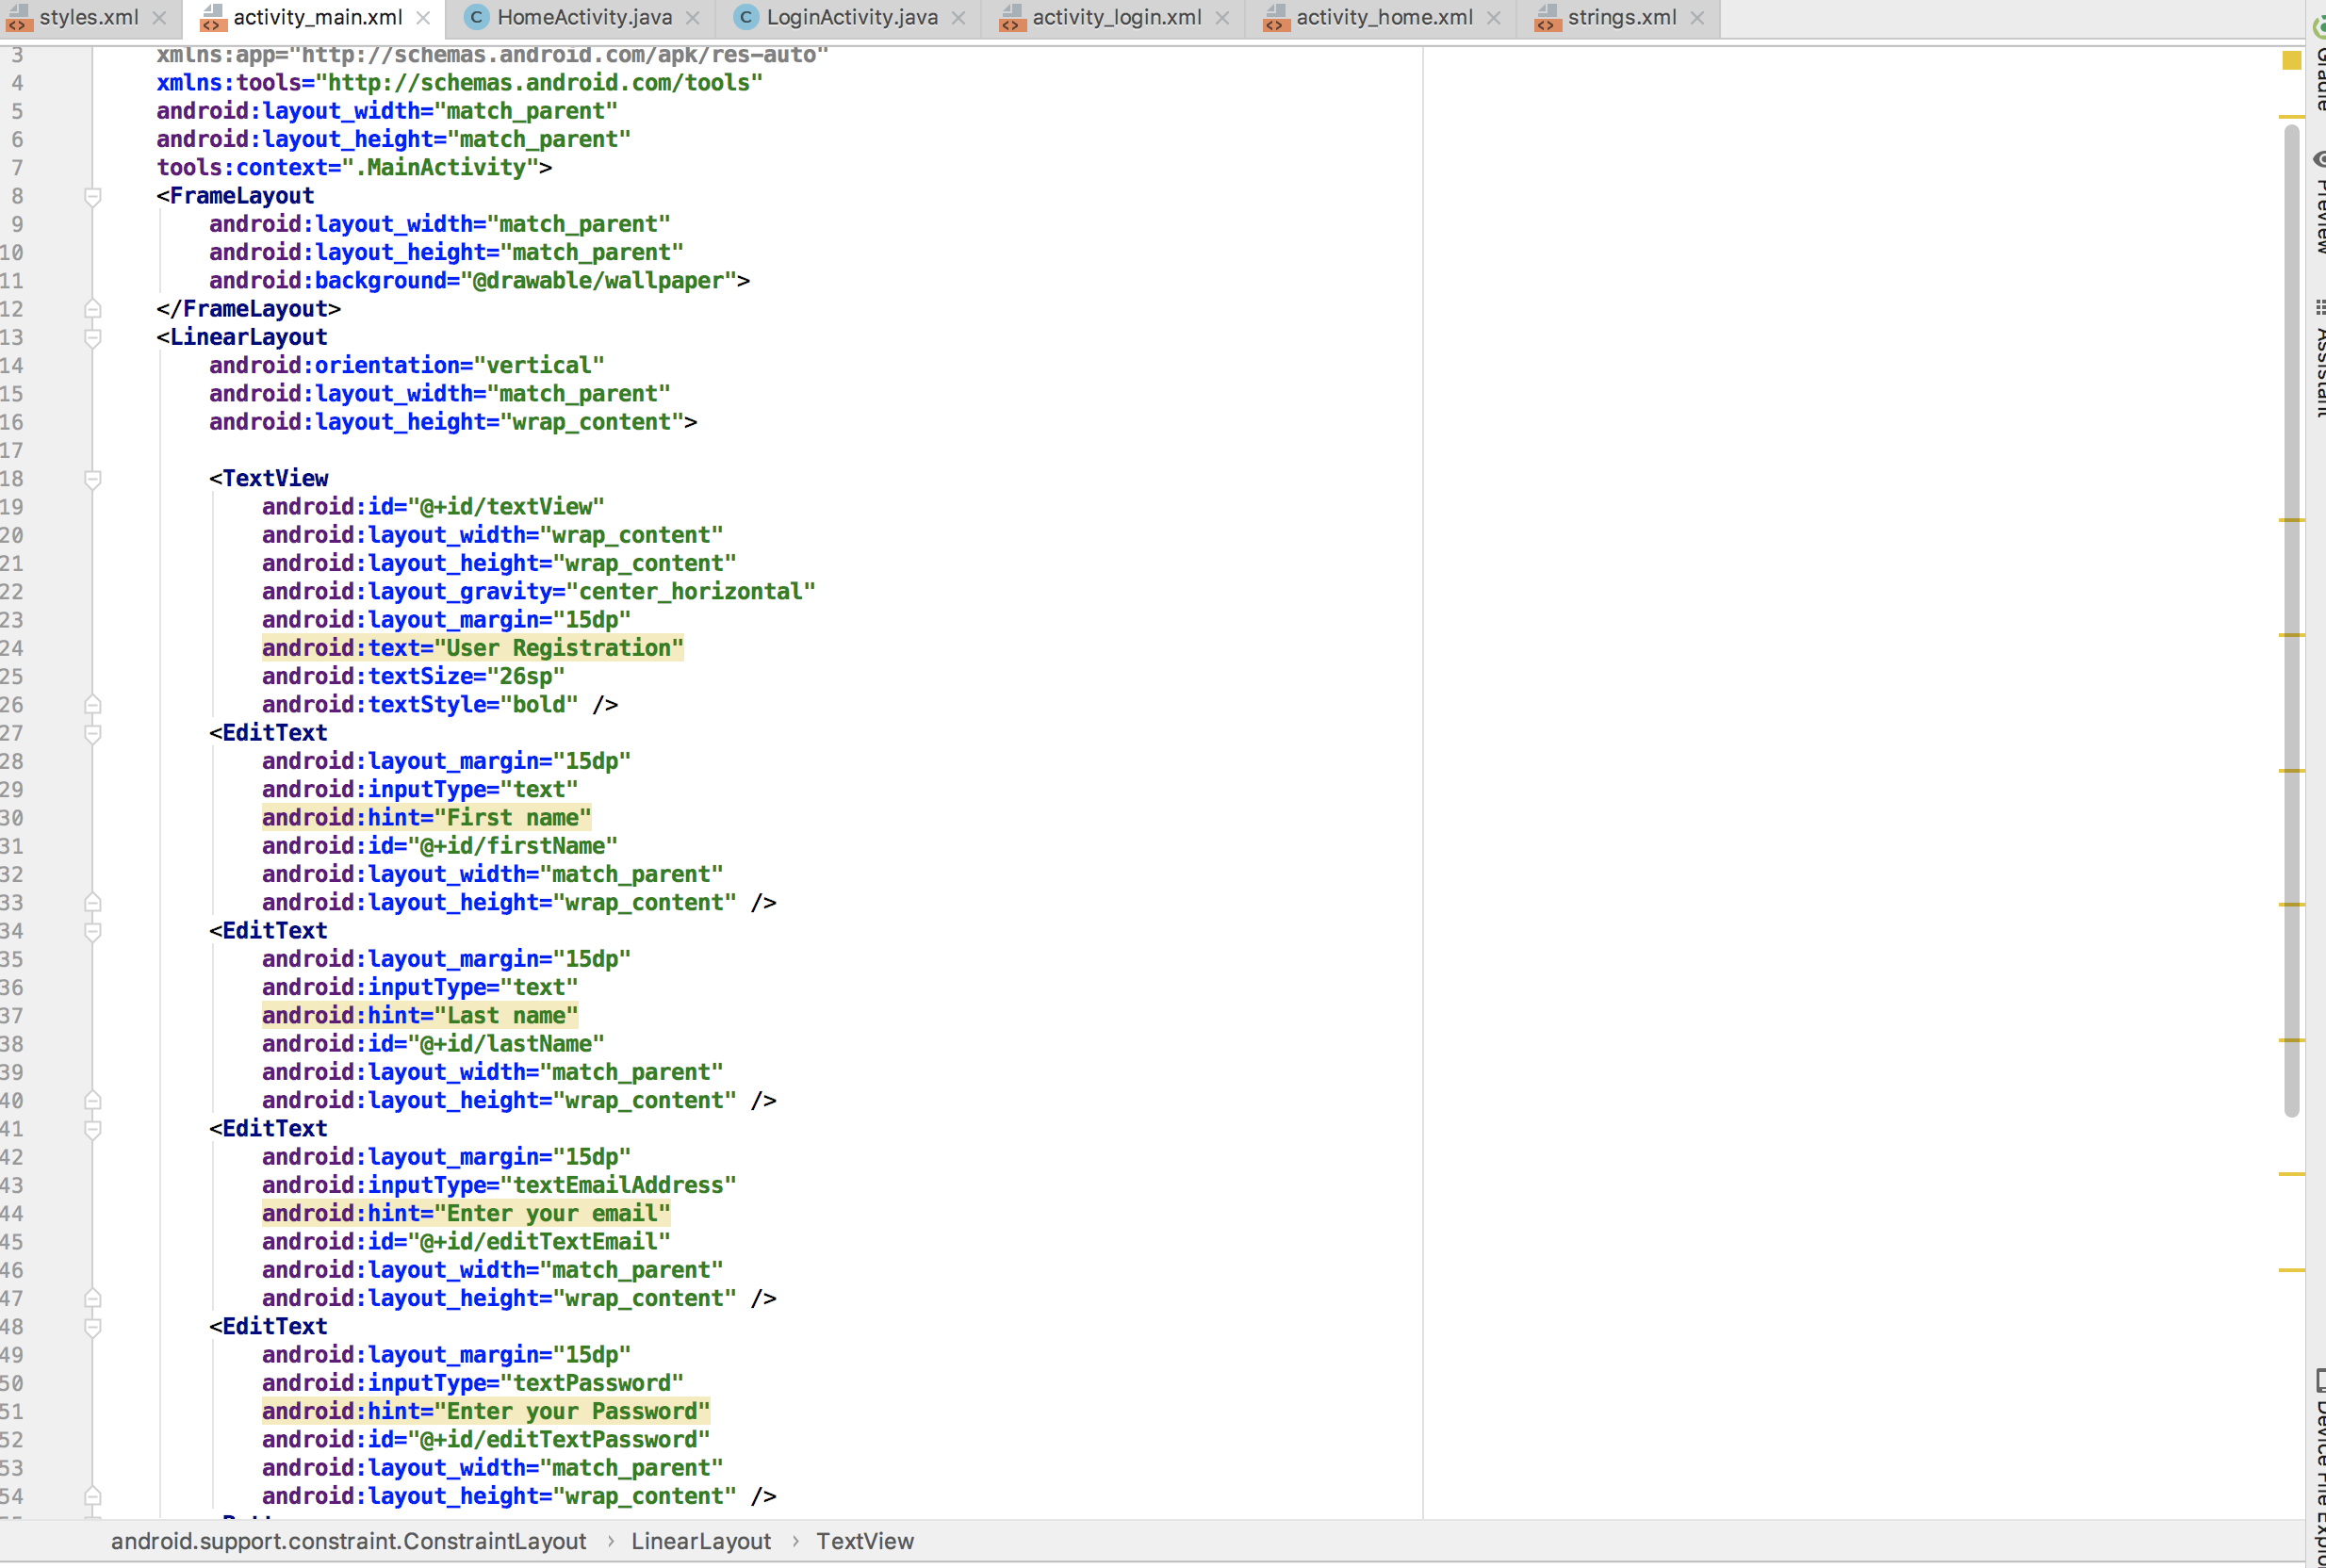 styles.xml activity_main.xml HomeActivity.java LoginActivity.java activity_login.xml activity_home.xml strings.xml
3 xmlns:app="http://schemas.android.com/apk/res-auto"
4 xmlns:tools="http://schemas.android.com/tools"
5 android:layout_width="match_parent"
6 android:layout_height="match_parent"
7 tools:context=".MainActivity">
8 <FrameLayout
9 android:layout_width="match_parent"
10 android:layout_height="match_parent"
11 android:background="@drawable/wallpaper">
12 </FrameLayout>
13 <LinearLayout
14 android:orientation="vertical"
15 android:layout_width="match_parent"
16 android:layout_height="wrap_content">
17
18 <TextView
19 android:id="@+id/textView"
20 android:layout_width="wrap_content"
21 android:layout_height="wrap_content"
22 android:layout_gravity="center_horizontal"
23 android:layout_margin="15dp"
24 android:text="User Registration"
25 android:textSize="26sp"
26 android:textStyle="bold" />
27 <EditText
28 android:layout_margin="15dp"
29 android:inputType="text"
30 android:hint="First name"
31 android:id="@+id/firstName"
32 android:layout_width="match_parent"
33 android:layout_height="wrap_content" />
34 <EditText
35 android:layout_margin="15dp"
36 android:inputType="text"
37 android:hint="Last name"
38 android:id="@+id/lastName"
39 android:layout_width="match_parent"
40 android:layout_height="wrap_content" />
41 <EditText
42 android:layout_margin="15dp"
43 android:inputType="textEmailAddress"
44 android:hint="Enter your email"
45 android:id="@+id/editTextEmail"
46 android:layout_width="match_parent"
47 android:layout_height="wrap_content" />
48 <EditText
49 android:layout_margin="15dp"
50 android:inputType="textPassword"
51 android:hint="Enter your Password"
52 android:id="@+id/editTextPassword"
53 android:layout_width="match_parent"
54 android:layout_height="wrap_content" />
android.support.constraint.ConstraintLayout › LinearLayout › TextView
Gradle
Preview
Assistant
Device File Explo